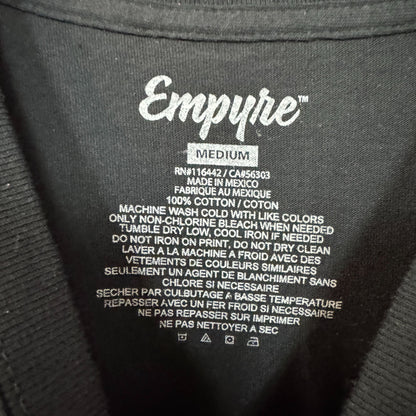 Empyre™
MEDIUM
RN#116442 / CA#56303
MADE IN MEXICO
FABRIQUE AU MEXIQUE
100% COTTON / COTON
MACHINE WASH COLD WITH LIKE COLORS
ONLY NON-CHLORINE BLEACH WHEN NEEDED
TUMBLE DRY LOW, COOL IRON IF NEEDED
DO NOT IRON ON PRINT, DO NOT DRY CLEAN
LAVER A LA MACHINE A FROID AVEC DES
VETEMENTS DE COULEURS SIMILAIRES
SEULEMENT UN AGENT DE BLANCHIMENT SANS
CHLORE SI NECESSAIRE
SECHER PAR CULBUTAGE A BASSE TEMPERATURE
REPASSER AVEC UN FER FROID SI NECESSAIRE
NE PAS REPASSER SUR IMPRIMER
NE PAS NETTOYER A SEC